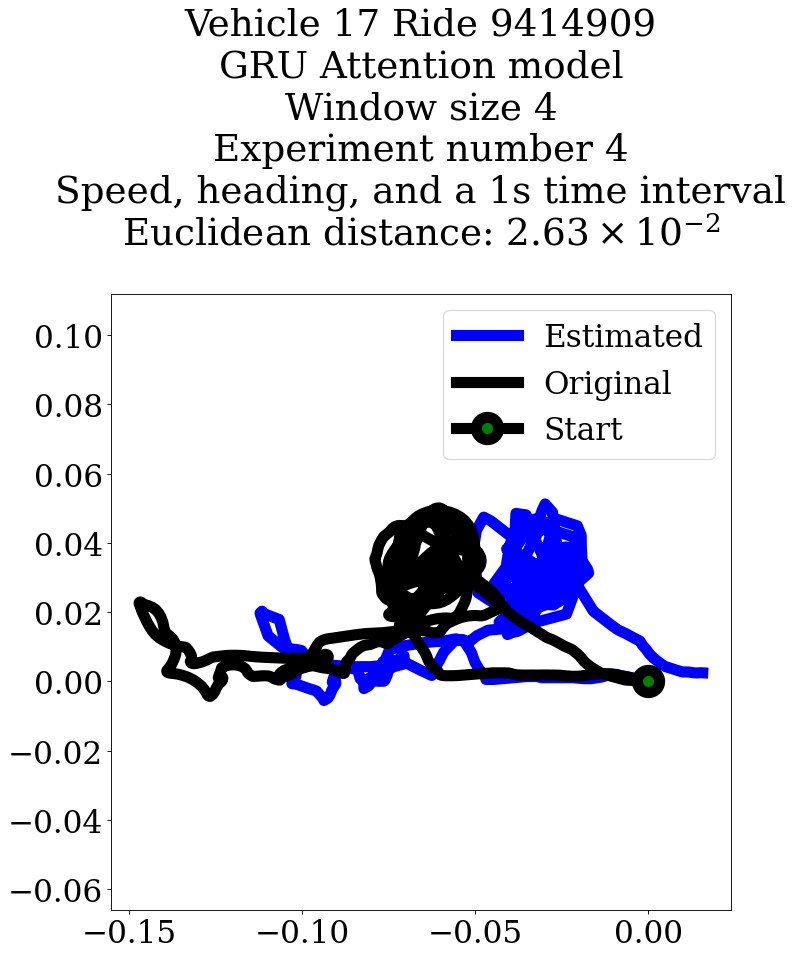 Vehicle 17 Ride 9414909
GRU Attention model
Window size 4
Experiment number 4
Speed, heading, and a 1s time interval
Euclidean distance: 2.63 × 10⁻²
Estimated
Original
Start
0.10
0.08
0.06
0.04
0.02
0.00
−0.02
−0.04
−0.06
−0.15 −0.10 −0.05 0.00